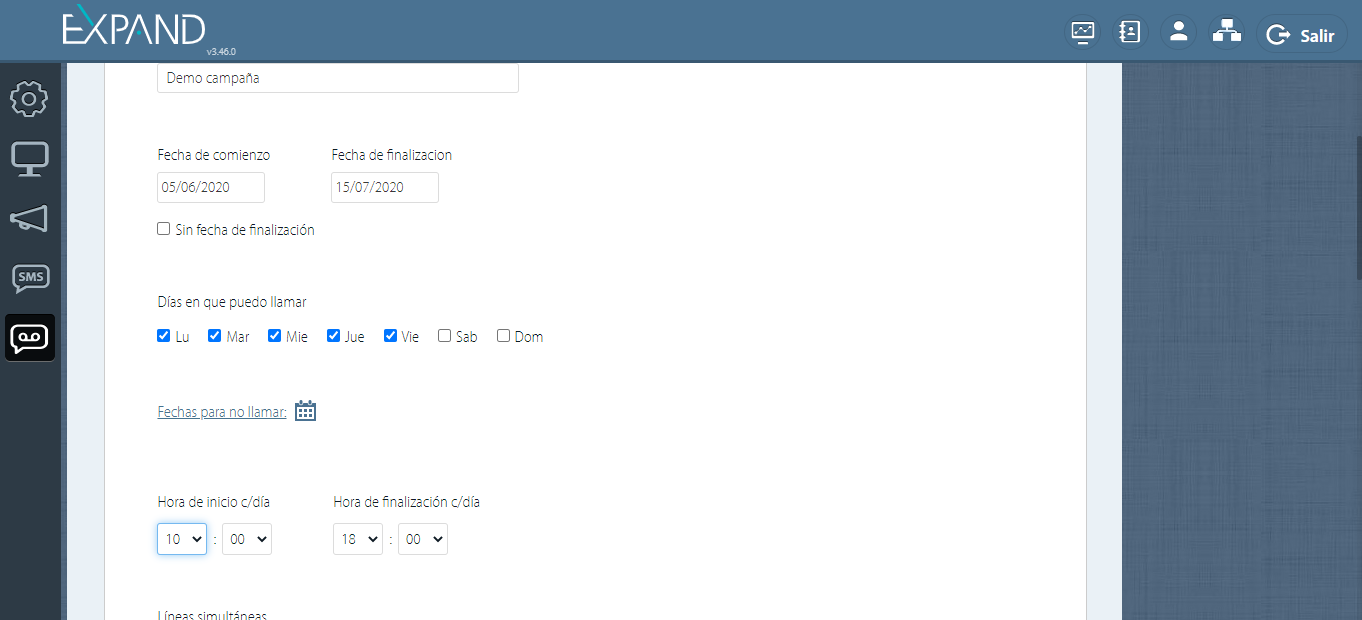 EXPAND
v3.46.0
Salir
Demo campaña
Fecha de comienzo Fecha de finalizacion
05/06/2020 15/07/2020
Sin fecha de finalización
Días en que puedo llamar
Lu Mar Mie Jue Vie Sab Dom
SMS
Fechas para no llamar:
Hora de inicio c/día Hora de finalización c/día
10 : 00 18 : 00
Líneas simultáneas